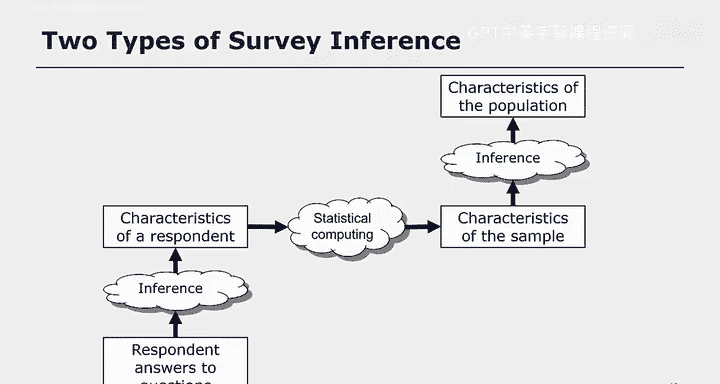 Two Types of Survey Inference
Characteristics of
the population
Inference
Characteristics
of a respondent
Statistical
computing
Characteristics
of the sample
Inference
Respondent
answers to
questions